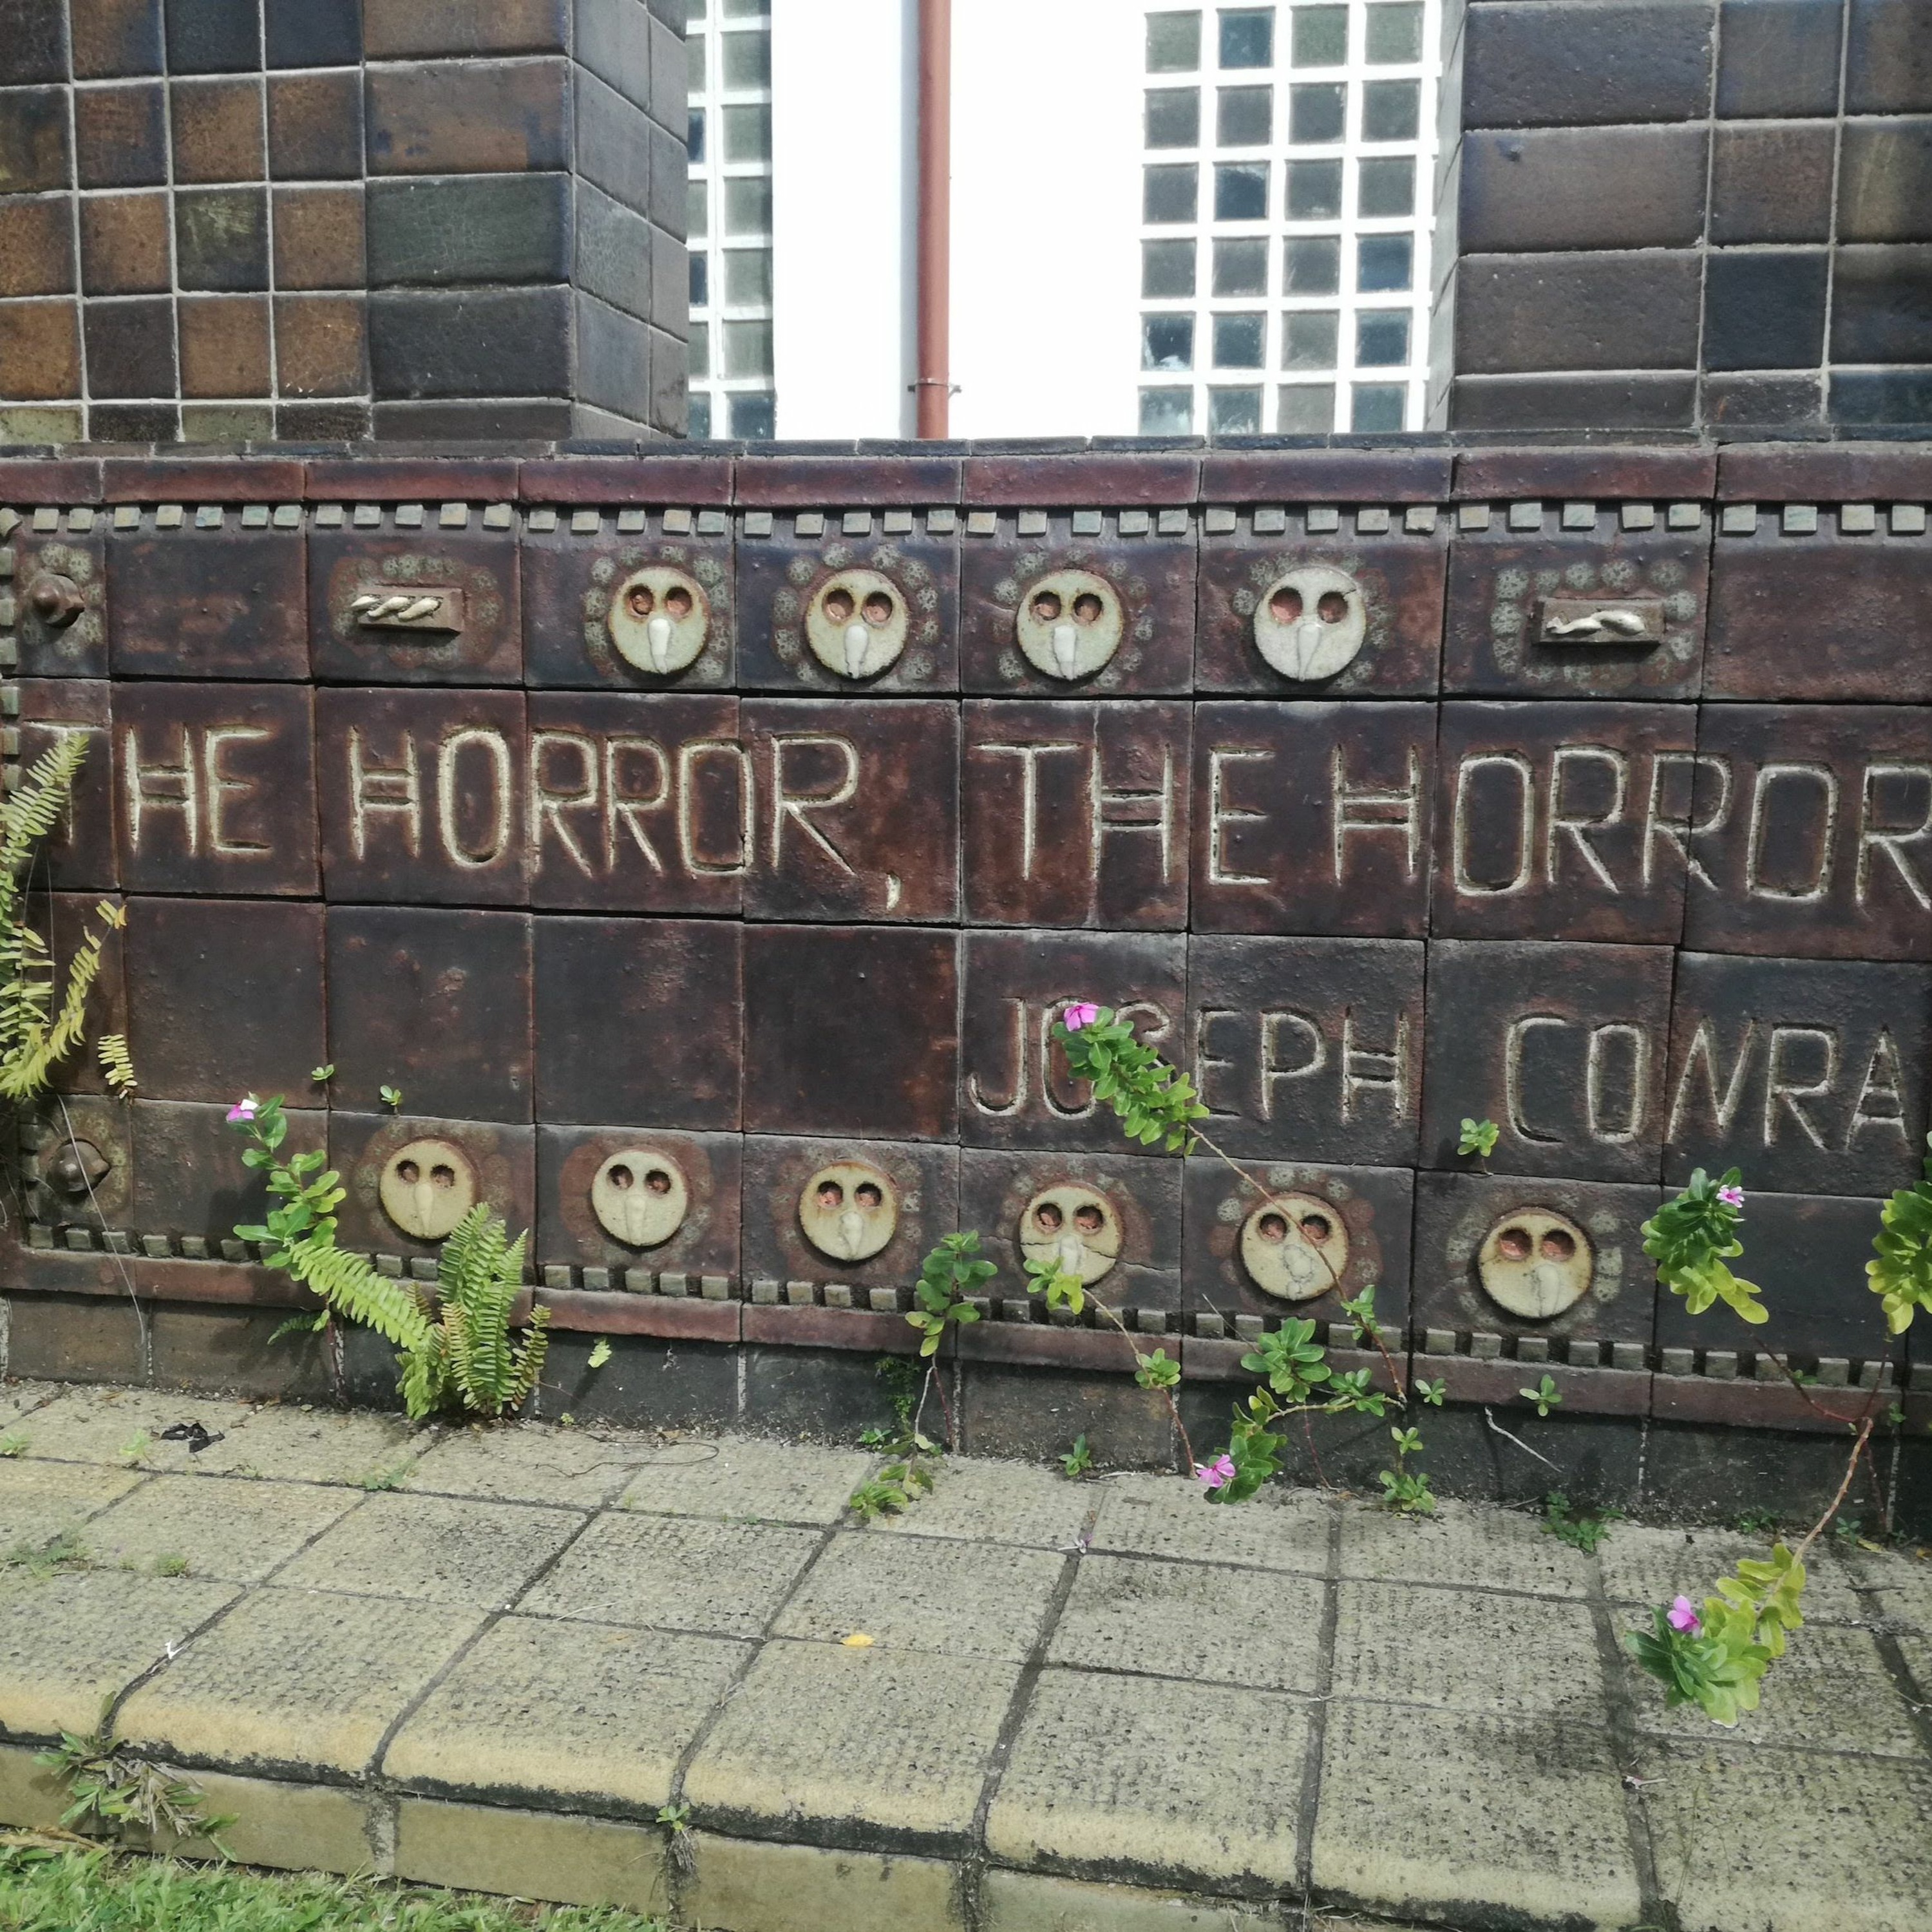 THE HORROR, THE HORROR
JOSEPH CONRA